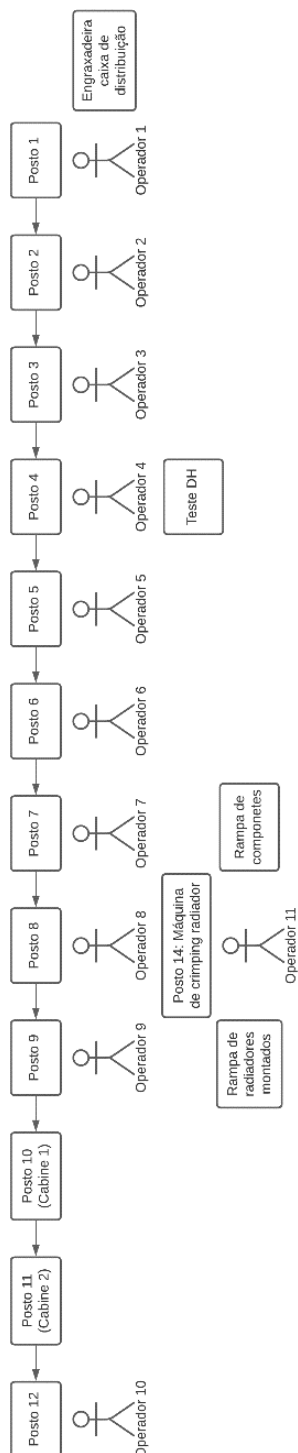 Engraxadeira
caixa de
distribuição
Posto 1
Operador 1
Posto 2
Operador 2
Posto 3
Operador 3
Posto 4
Operador 4
Teste DH
Posto 5
Operador 5
Posto 6
Operador 6
Posto 7
Operador 7
Rampa de
componetes
Posto 8
Operador 8
Posto 14: Máquina
de crimping radiador
Operador 11
Posto 9
Operador 9
Rampa de
radiadores
montados
Posto 10
(Cabine 1)
Posto 11
(Cabine 2)
Posto 12
Operador 10